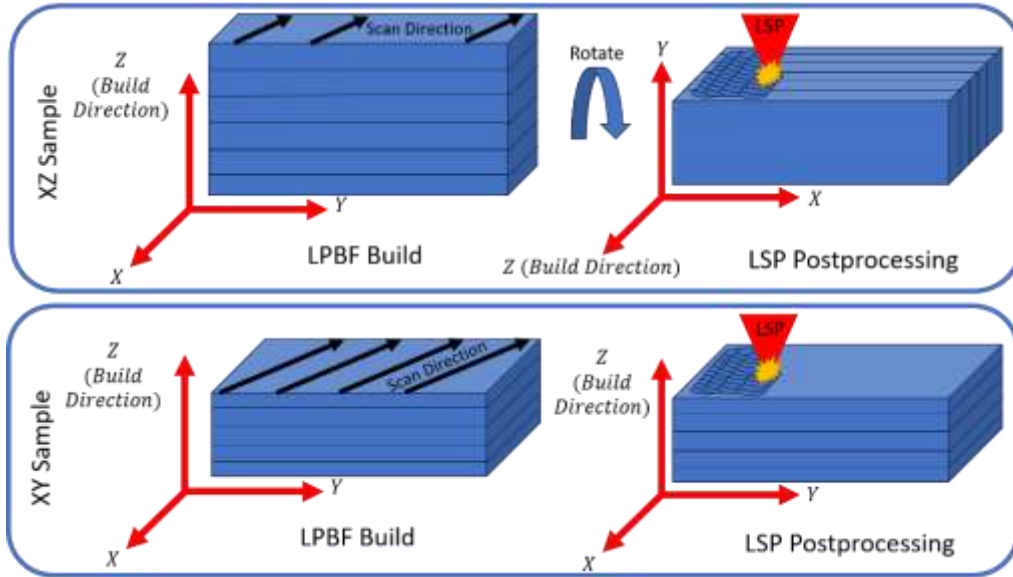 XZ Sample
Z
(Build
Direction)
Scan Direction
Y
X
LPBF Build
Rotate
LSP
Y
X
Z (Build Direction)
LSP Postprocessing
XY Sample
Z
(Build
Direction)
Scan Direction
Y
X
LPBF Build
LSP
Z
(Build
Direction)
Y
X
LSP Postprocessing